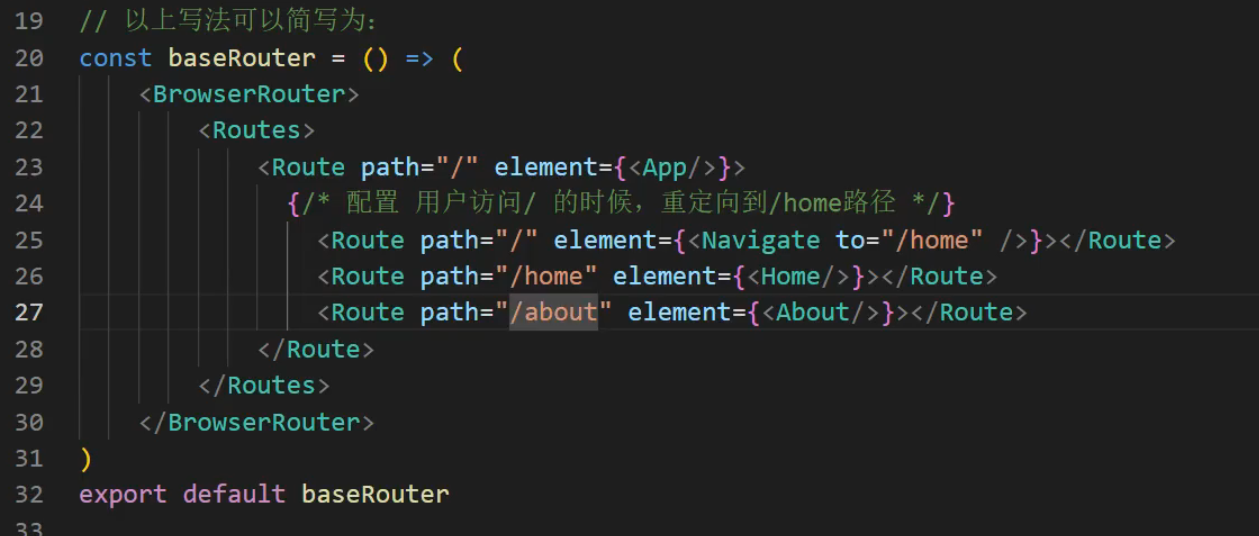 19 // 以上写法可以简写为:
20 const baseRouter = () => (
21 <BrowserRouter>
22 <Routes>
23 <Route path="/" element={<App/>}>
24 {/* 配置 用户访问/ 的时候，重定向到/home路径 */}
25 <Route path="/" element={<Navigate to="/home" />}></Route>
26 <Route path="/home" element={<Home/>}></Route>
27 <Route path="/about" element={<About/>}></Route>
28 </Route>
29 </Routes>
30 </BrowserRouter>
31 )
32 export default baseRouter
33